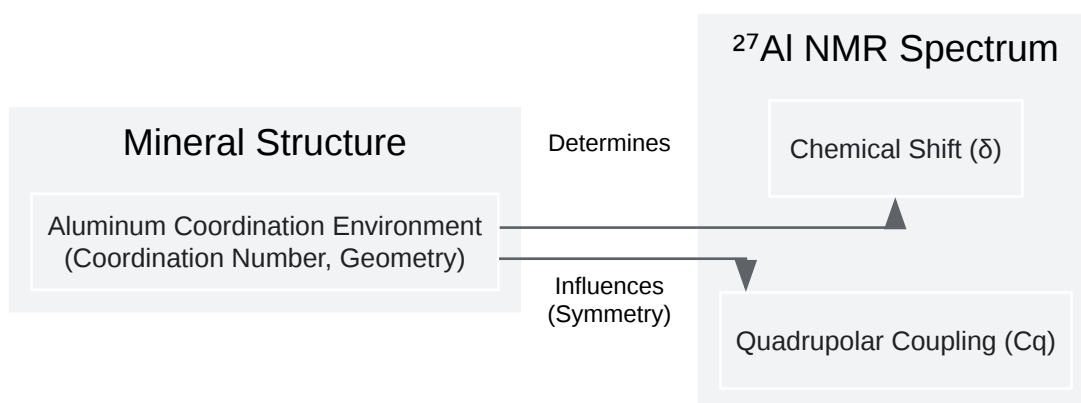 Mineral Structure
Aluminum Coordination Environment
(Coordination Number, Geometry)
Determines
Influences
(Symmetry)
²⁷Al NMR Spectrum
Chemical Shift (δ)
Quadrupolar Coupling (Cq)